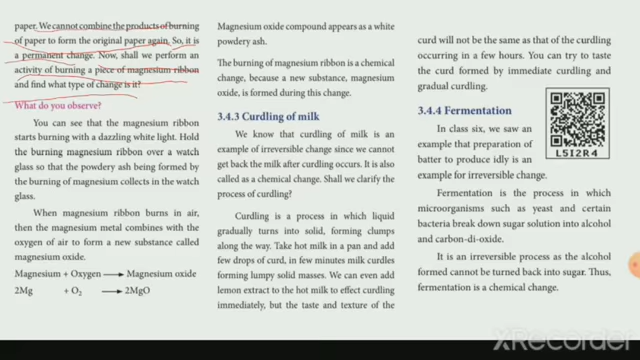 paper. We cannot combine the products of burning
of paper to form the original paper again. So, it is
a permanent change. Now, shall we perform an
activity of burning a piece of magnesium ribbon
and find what type of change is it?
What do you observe?
You can see that the magnesium ribbon
starts burning with a dazzling white light. Hold
the burning magnesium ribbon over a watch
glass so that the powdery ash being formed by
the burning of magnesium collects in the watch
glass.
When magnesium ribbon burns in air,
then the magnesium metal combines with the
oxygen of air to form a new substance called
magnesium oxide.
Magnesium + Oxygen ⟶ Magnesium oxide
2Mg + O₂ ⟶ 2MgO
Magnesium oxide compound appears as a white
powdery ash.
The burning of magnesium ribbon is a chemical
change, because a new substance, magnesium
oxide, is formed during this change.
3.4.3 Curdling of milk
We know that curdling of milk is an
example of irreversible change since we cannot
get back the milk after curdling occurs. It is also
called as a chemical change. Shall we clarify the
process of curdling?
Curdling is a process in which liquid
gradually turns into solid, forming clumps
along the way. Take hot milk in a pan and add
few drops of curd, in few minutes milk curdles
forming lumpy solid masses. We can even add
lemon extract to the hot milk to effect curdling
immediately, but the taste and texture of the
curd will not be the same as that of the curdling
occurring in a few hours. You can try to taste
the curd formed by immediate curdling and
gradual curdling.
3.4.4 Fermentation
In class six, we saw an
example that preparation of
batter to produce idly is an
example for irreversible change.
L5I2R4
Fermentation is the process in which
microorganisms such as yeast and certain
bacteria break down sugar solution into alcohol
and carbon-di-oxide.
It is an irreversible process as the alcohol
formed cannot be turned back into sugar. Thus,
fermentation is a chemical change.
XRecorder